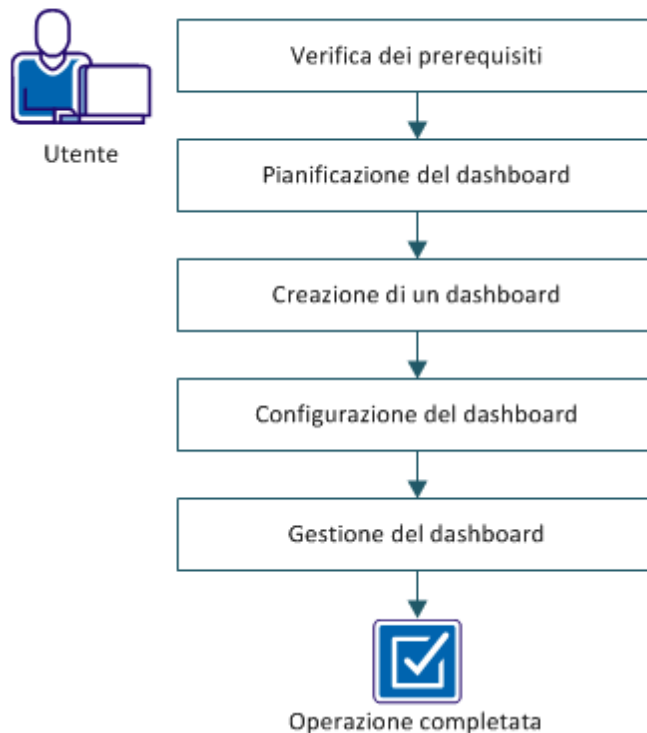 Verifica dei prerequisiti
Utente
Pianificazione del dashboard
Creazione di un dashboard
Configurazione del dashboard
Gestione del dashboard
Operazione completata